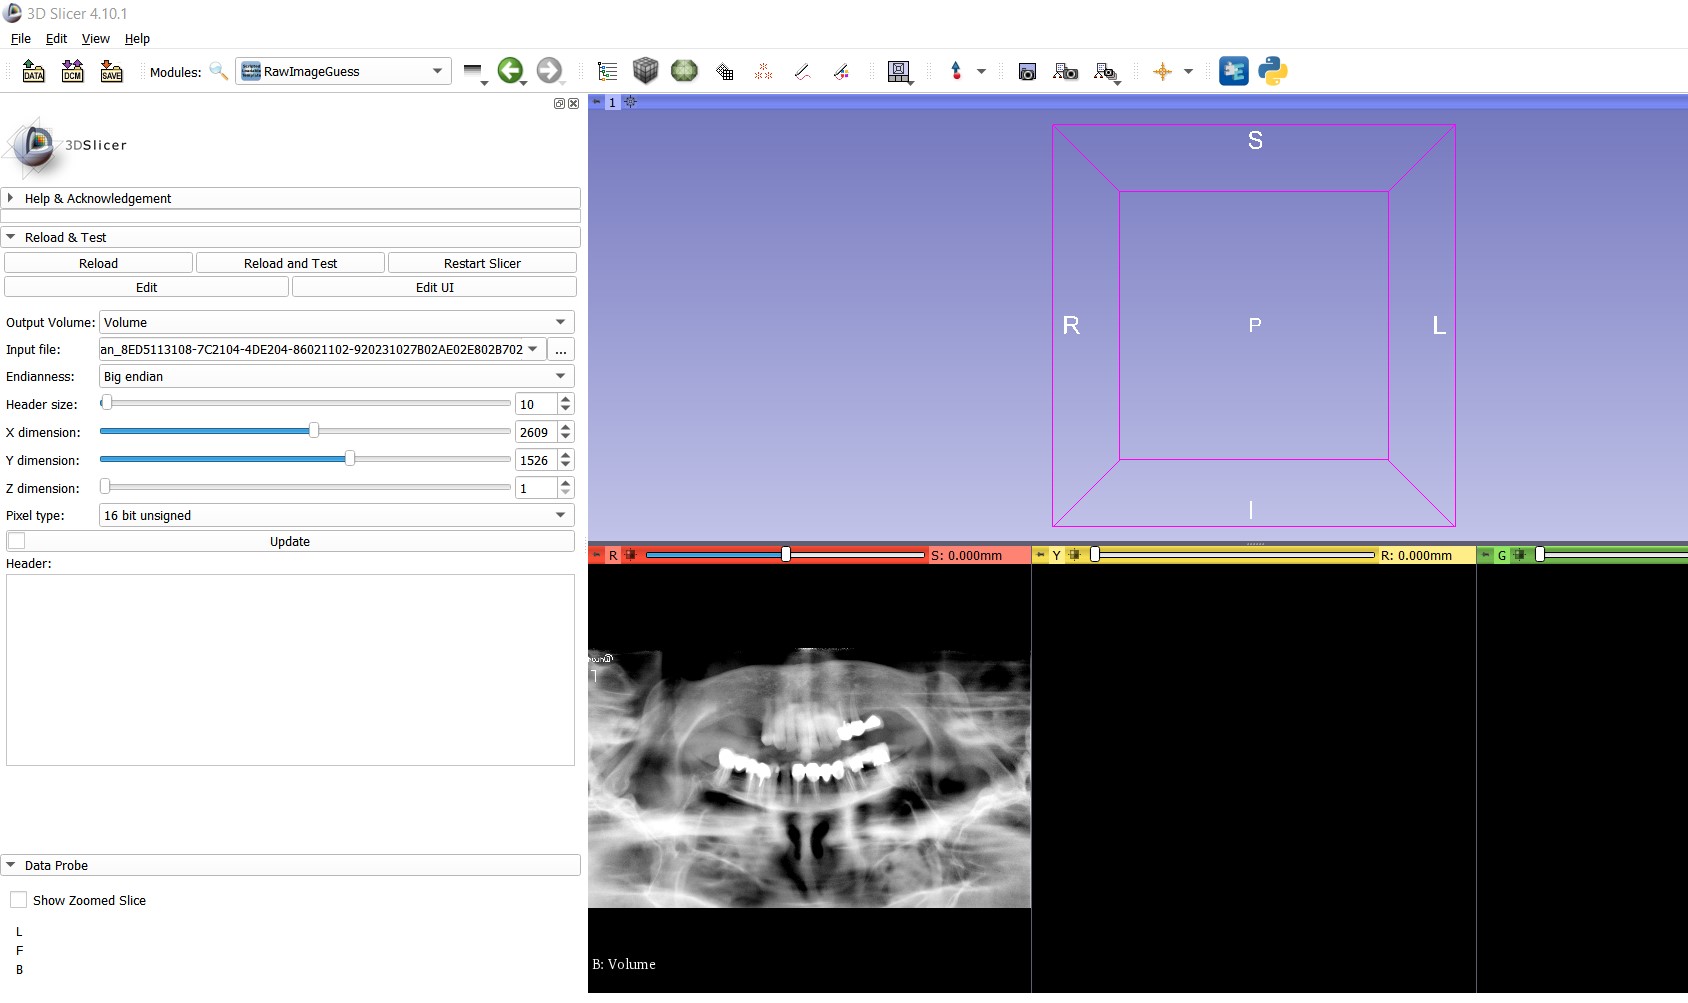 3D Slicer 4.10.1
File Edit View Help
DATA DCM SAVE Modules: RawImageGuess
1
3DSlicer
Help & Acknowledgement
Reload & Test
Reload Reload and Test Restart Slicer
Edit Edit UI
Output Volume: Volume
Input file: an_8ED5113108-7C2104-4DE204-86021102-920231027B02AE02E802B702 ...
Endianness: Big endian
Header size: 10
X dimension: 2609
Y dimension: 1526
Z dimension: 1
Pixel type: 16 bit unsigned
Update
Header:
Data Probe
Show Zoomed Slice
L
F
B
S
R P L
I
R S: 0.000mm Y R: 0.000mm G
B: Volume